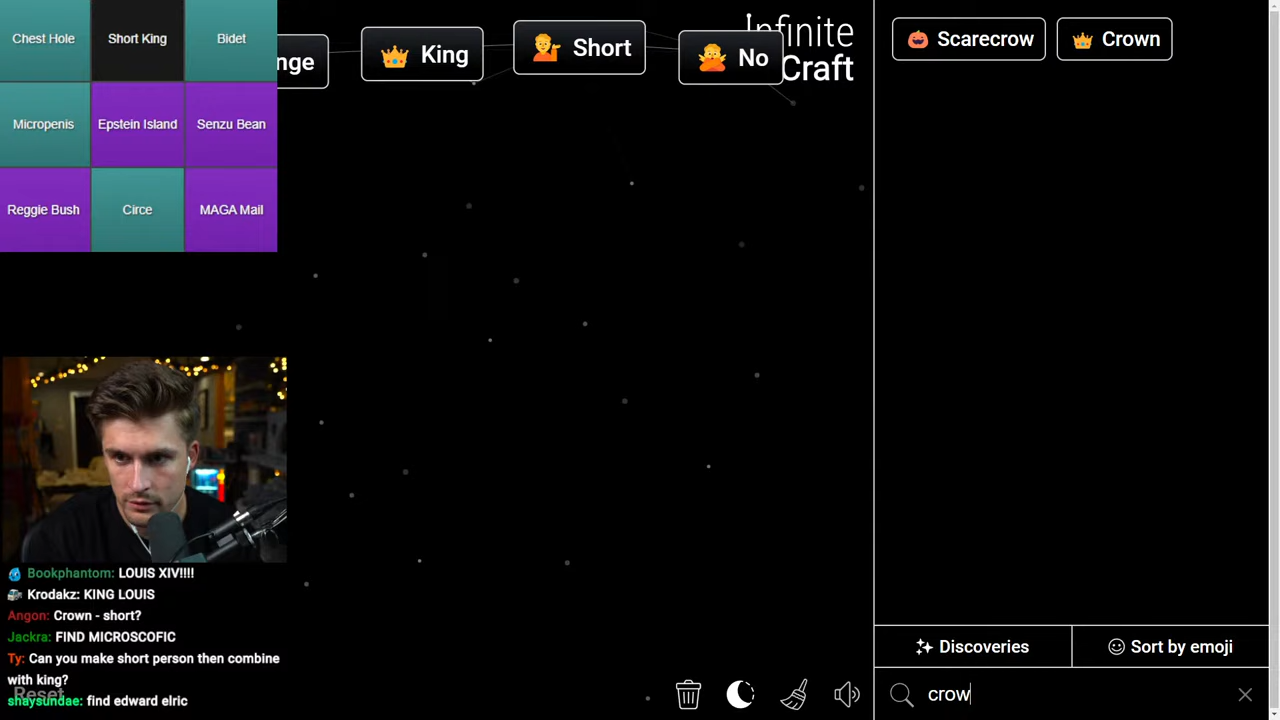 Chest Hole
Short King
Bidet
Micropenis
Epstein Island
Senzu Bean
Reggie Bush
Circe
MAGA Mail
nge
King
Short
No
Infinite
Craft
Scarecrow
Crown
Bookphantom: LOUIS XIV!!!!
Krodakz: KING LOUIS
Angon: Crown - short?
Jackra: FIND MICROSCOFIC
Ty: Can you make short person then combine
with king?
shaysundae: find edward elric
Reset
Discoveries
Sort by emoji
crow